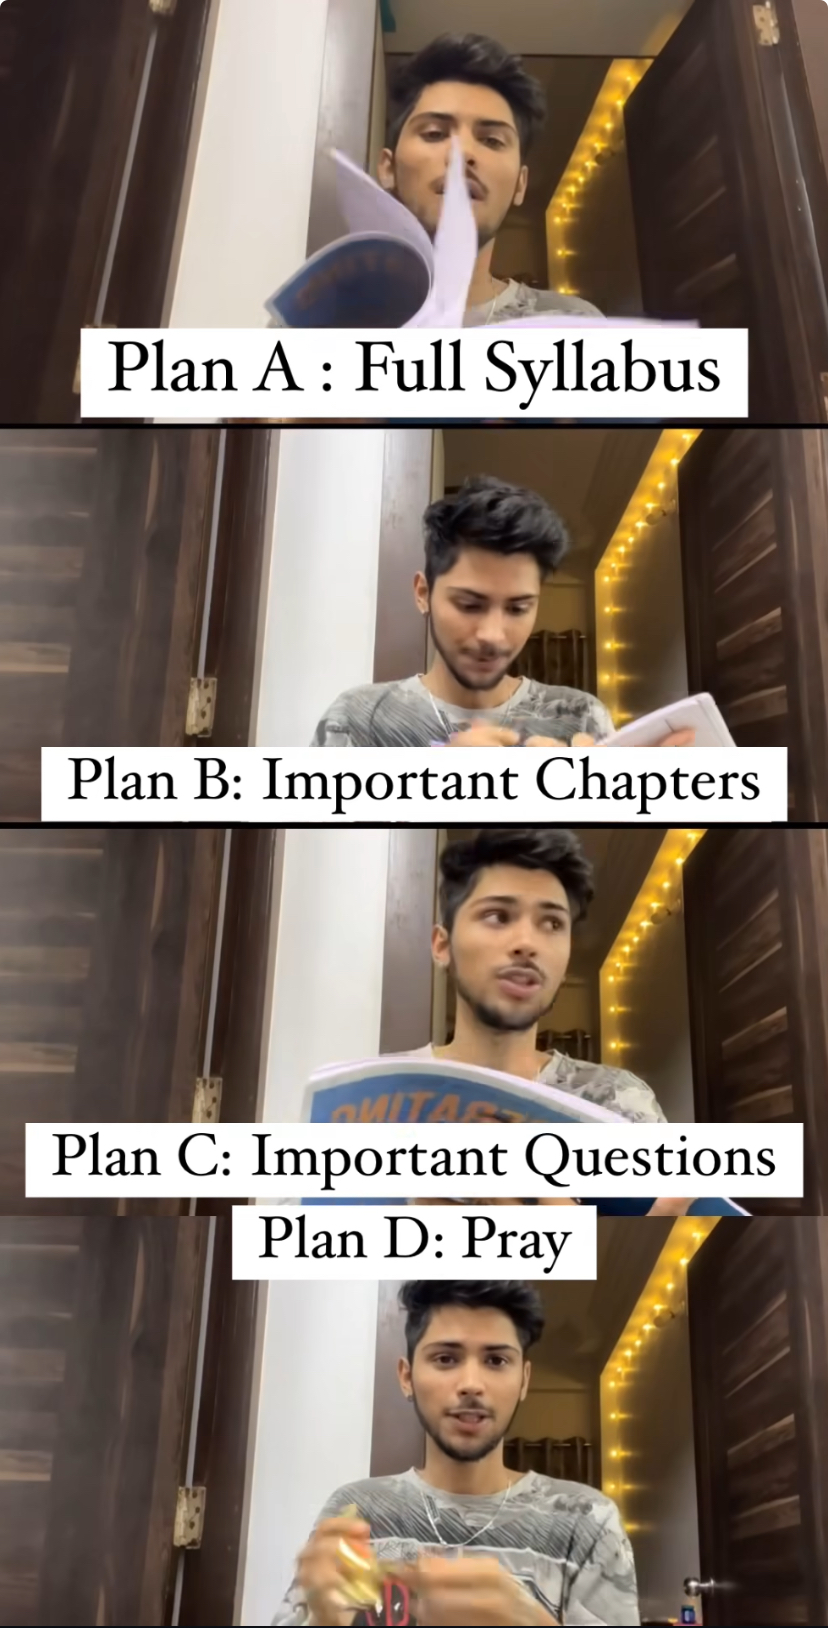 Plan A : Full Syllabus
Plan B: Important Chapters
Plan C: Important Questions
Plan D: Pray